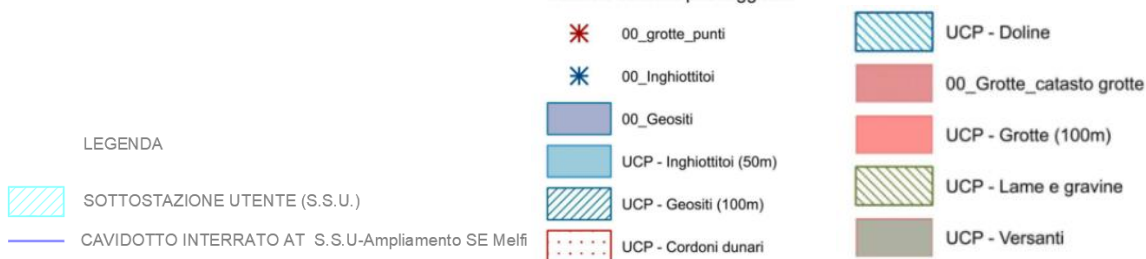 LEGENDA
SOTTOSTAZIONE UTENTE (S.S.U.)
CAVIDOTTO INTERRATO AT S.S.U-Ampliamento SE Melfi
00_grotte_punti
00_Inghiottitoi
00_Geositi
UCP - Inghiottitoi (50m)
UCP - Geositi (100m)
UCP - Cordoni dunari
UCP - Doline
00_Grotte_catasto grotte
UCP - Grotte (100m)
UCP - Lame e gravine
UCP - Versanti